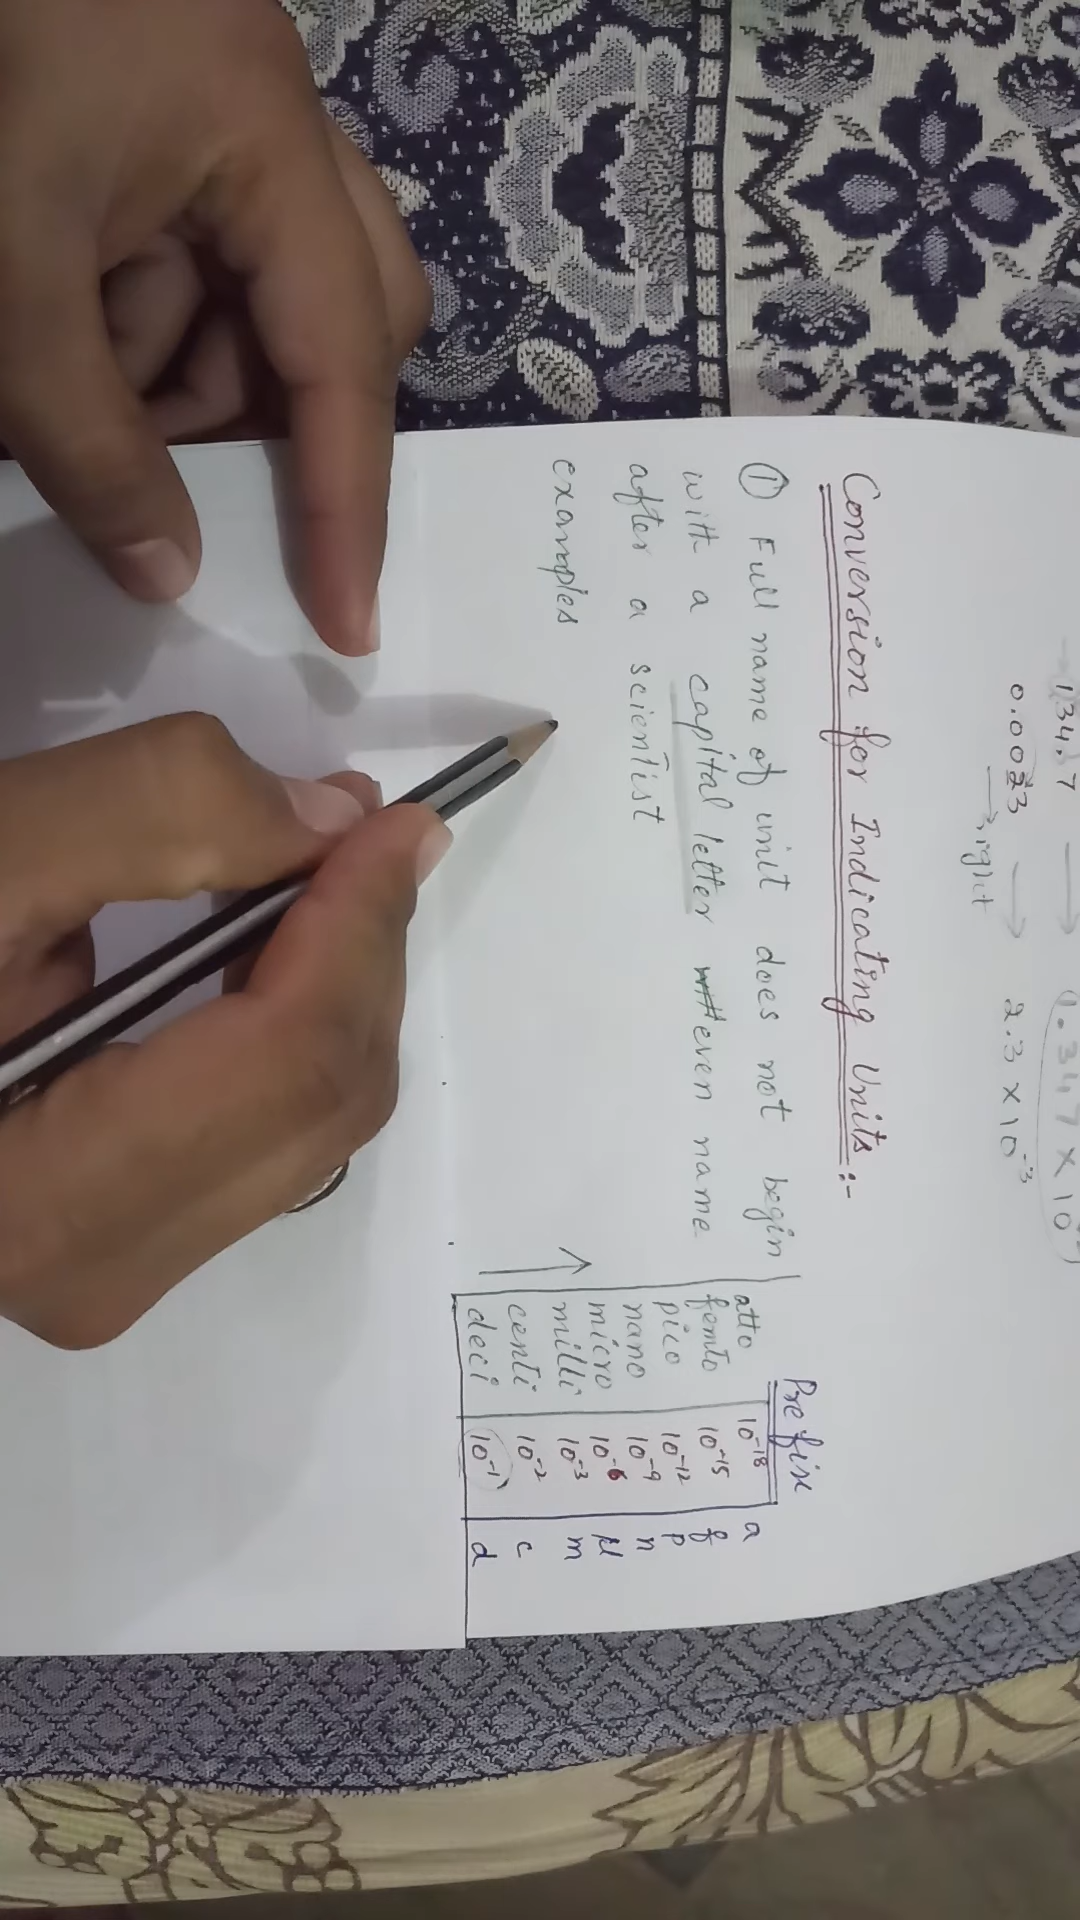 134.7 → 1.347 × 10
0.0023 → 2.3 × 10⁻³
right
Conversion for Indicating Units:-
① Full name of unit does not begin
with a capital letter even name
after a scientist
examples
Prefix
atto 10⁻¹⁸ a
femto 10⁻¹⁵ f
pico 10⁻¹² p
nano 10⁻⁹ n
micro 10⁻⁶ μ
milli 10⁻³ m
centi 10⁻² c
deci 10⁻¹ d